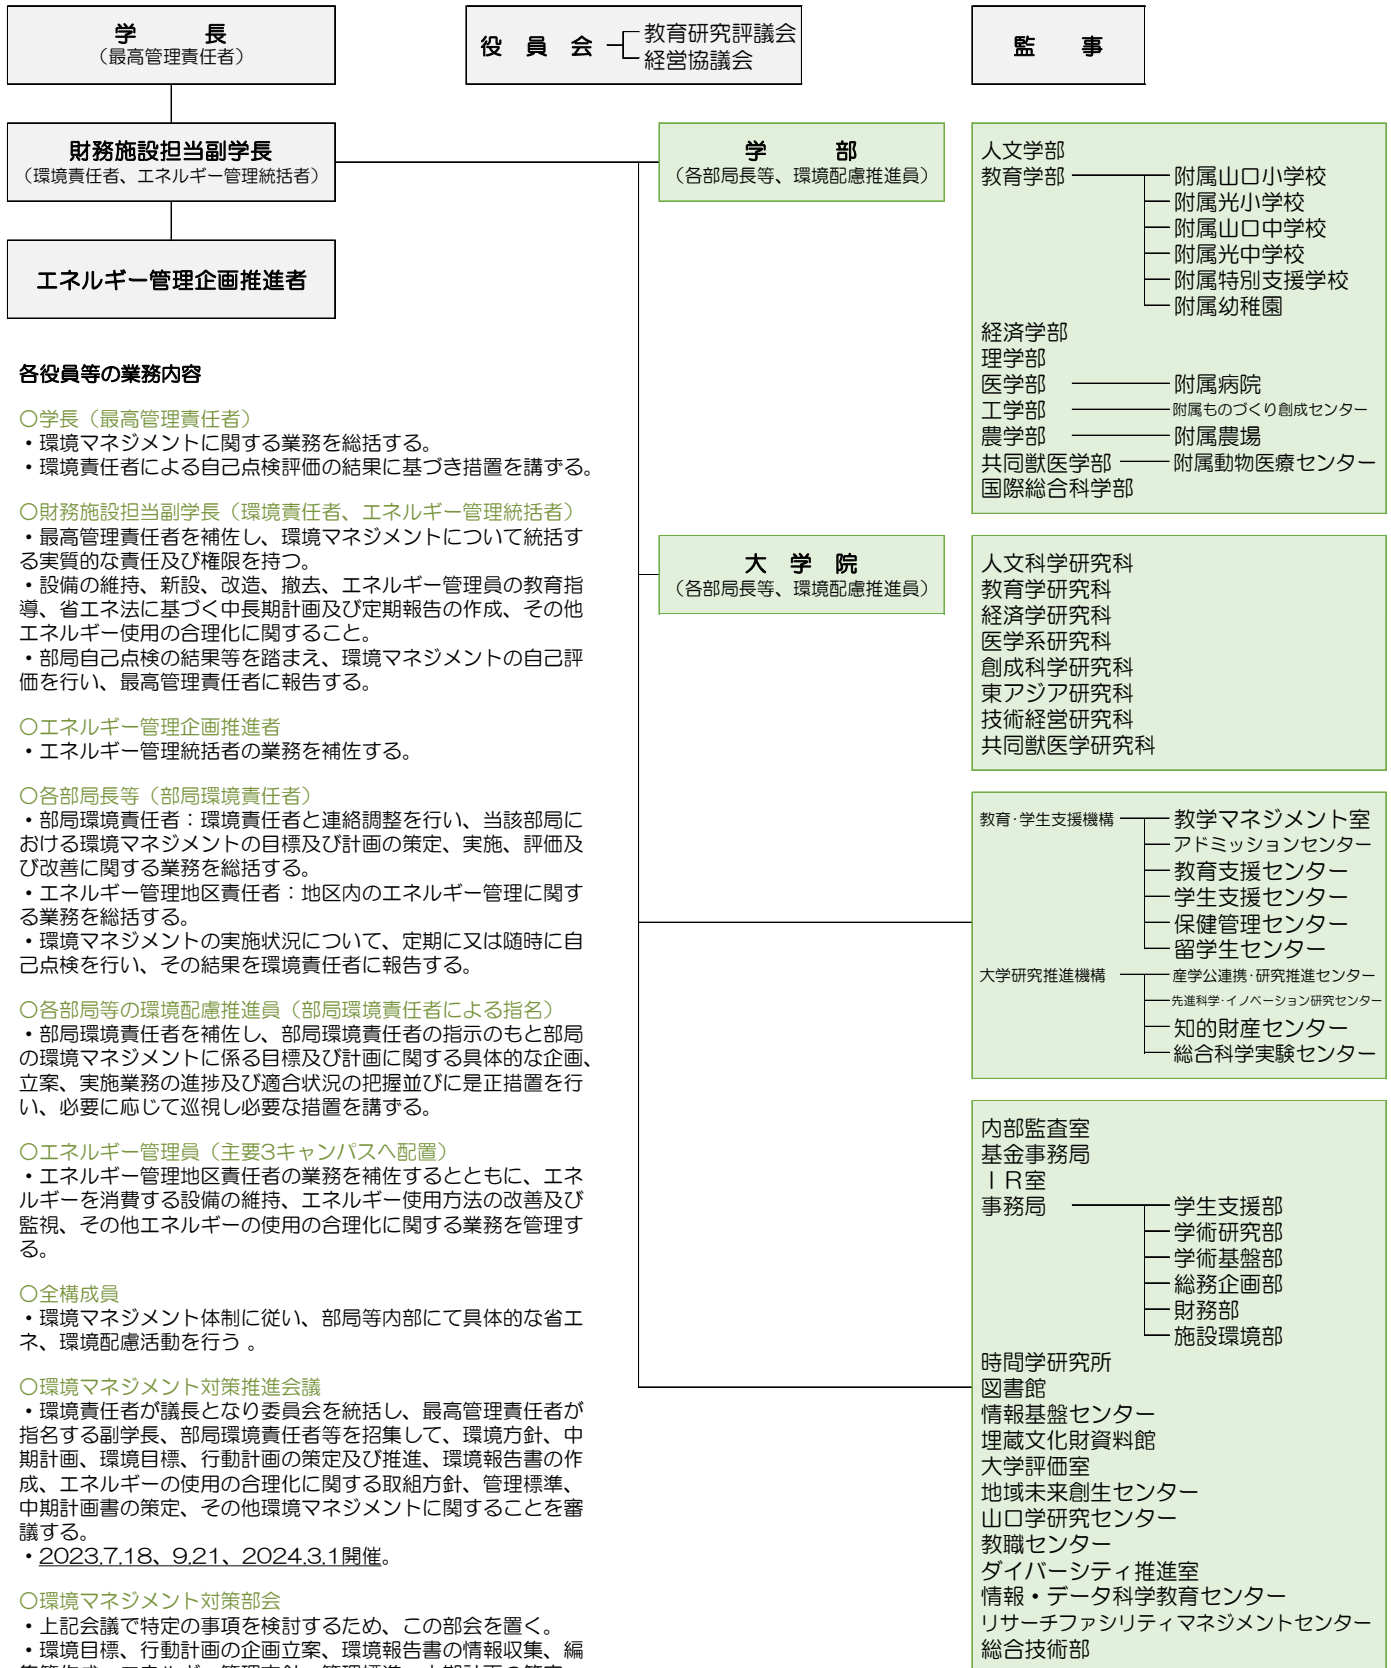 学　　長
（最高管理責任者）
役　員　会
教育研究評議会
経営協議会
監　　事
財務施設担当副学長
（環境責任者、エネルギー管理統括者）
エネルギー管理企画推進者
各役員等の業務内容
○学長（最高管理責任者）
・環境マネジメントに関する業務を総括する。
・環境責任者による自己点検評価の結果に基づき措置を講ずる。
○財務施設担当副学長（環境責任者、エネルギー管理統括者）
・最高管理責任者を補佐し、環境マネジメントについて統括す
る実質的な責任及び権限を持つ。
・設備の維持、新設、改造、撤去、エネルギー管理員の教育指
導、省エネ法に基づく中長期計画及び定期報告の作成、その他
エネルギー使用の合理化に関すること。
・部局自己点検の結果等を踏まえ、環境マネジメントの自己評
価を行い、最高管理責任者に報告する。
○エネルギー管理企画推進者
・エネルギー管理統括者の業務を補佐する。
○各部局長等（部局環境責任者）
・部局環境責任者：環境責任者と連絡調整を行い、当該部局に
おける環境マネジメントの目標及び計画の策定、実施、評価及
び改善に関する業務を総括する。
・エネルギー管理地区責任者：地区内のエネルギー管理に関す
る業務を総括する。
・環境マネジメントの実施状況について、定期に又は随時に自
己点検を行い、その結果を環境責任者に報告する。
○各部局等の環境配慮推進員（部局環境責任者による指名）
・部局環境責任者を補佐し、部局環境責任者の指示のもと部局
の環境マネジメントに係る目標及び計画に関する具体的な企画、
立案、実施業務の進捗及び適合状況の把握並びに是正措置を行
い、必要に応じて巡視し必要な措置を講ずる。
○エネルギー管理員（主要3キャンパスへ配置）
・エネルギー管理地区責任者の業務を補佐するとともに、エネ
ルギーを消費する設備の維持、エネルギー使用方法の改善及び
監視、その他エネルギーの使用の合理化に関する業務を管理す
る。
○全構成員
・環境マネジメント体制に従い、部局等内部にて具体的な省エ
ネ、環境配慮活動を行う 。
○環境マネジメント対策推進会議
・環境責任者が議長となり委員会を統括し、最高管理責任者が
指名する副学長、部局環境責任者等を招集して、環境方針、中
期計画、環境目標、行動計画の策定及び推進、環境報告書の作
成、エネルギーの使用の合理化に関する取組方針、管理標準、
中期計画書の策定、その他環境マネジメントに関することを審
議する。
・2023.7.18、9.21、2024.3.1開催。
○環境マネジメント対策部会
・上記会議で特定の事項を検討するため、この部会を置く。
・環境目標、行動計画の企画立案、環境報告書の情報収集、編
学　　部
（各部局長等、環境配慮推進員）
人文学部
教育学部
附属山口小学校
附属光小学校
附属山口中学校
附属光中学校
附属特別支援学校
附属幼稚園
経済学部
理学部
医学部　附属病院
工学部　附属ものづくり創成センター
農学部　附属農場
共同獣医学部　附属動物医療センター
国際総合科学部
大　学　院
（各部局長等、環境配慮推進員）
人文科学研究科
教育学研究科
経済学研究科
医学系研究科
創成科学研究科
東アジア研究科
技術経営研究科
共同獣医学研究科
教育・学生支援機構
教学マネジメント室
アドミッションセンター
教育支援センター
学生支援センター
保健管理センター
留学生センター
大学研究推進機構
産学公連携・研究推進センター
先進科学・イノベーション研究センター
知的財産センター
総合科学実験センター
内部監査室
基金事務局
ＩＲ室
事務局
学生支援部
学術研究部
学術基盤部
総務企画部
財務部
施設環境部
時間学研究所
図書館
情報基盤センター
埋蔵文化財資料館
大学評価室
地域未来創生センター
山口学研究センター
教職センター
ダイバーシティ推進室
情報・データ科学教育センター
リサーチファシリティマネジメントセンター
総合技術部